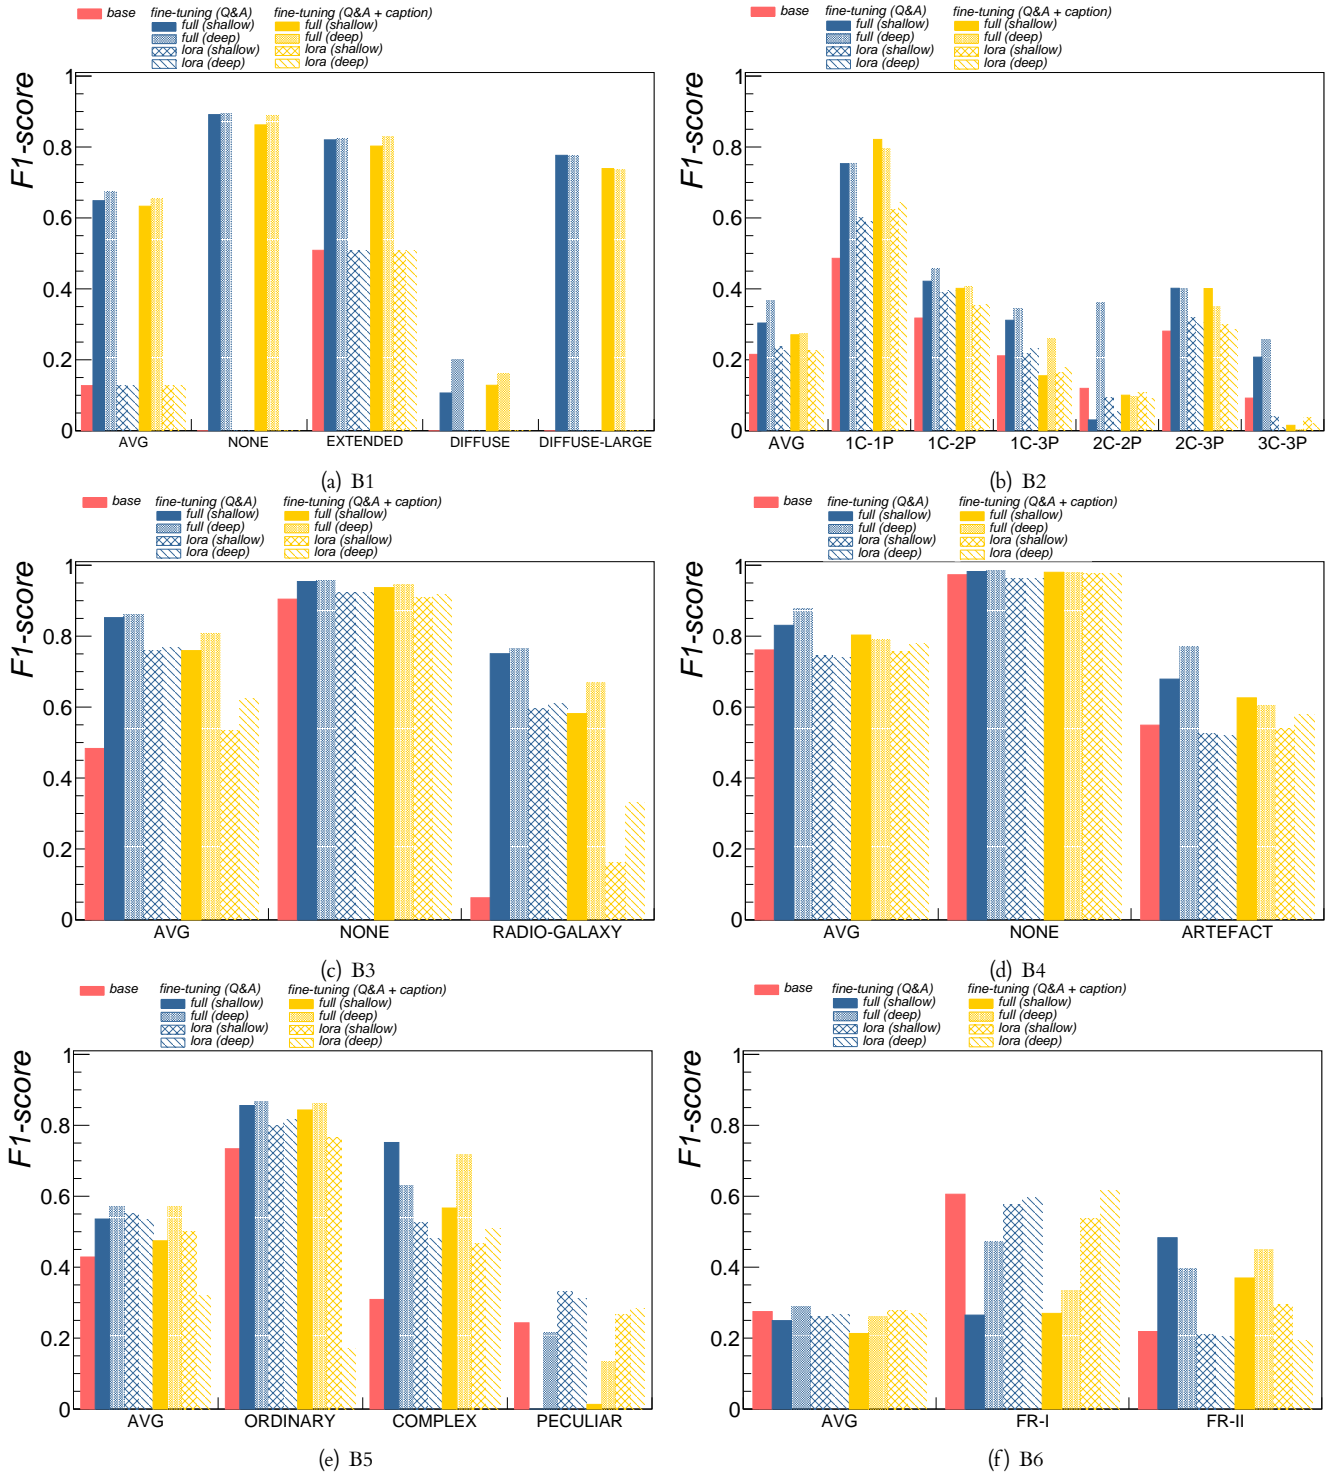 base fine-tuning (Q&A) fine-tuning (Q&A + caption)
full (shallow) full (shallow)
full (deep) full (deep)
lora (shallow) lora (shallow)
lora (deep) lora (deep)
F1-score
1
0.8
0.6
0.4
0.2
0
AVG NONE EXTENDED DIFFUSE DIFFUSE-LARGE
(a) B1
base fine-tuning (Q&A) fine-tuning (Q&A + caption)
full (shallow) full (shallow)
full (deep) full (deep)
lora (shallow) lora (shallow)
lora (deep) lora (deep)
F1-score
1
0.8
0.6
0.4
0.2
0
AVG 1C-1P 1C-2P 1C-3P 2C-2P 2C-3P 3C-3P
(b) B2
base fine-tuning (Q&A) fine-tuning (Q&A + caption)
full (shallow) full (shallow)
full (deep) full (deep)
lora (shallow) lora (shallow)
lora (deep) lora (deep)
F1-score
1
0.8
0.6
0.4
0.2
0
AVG NONE RADIO-GALAXY
(c) B3
base fine-tuning (Q&A) fine-tuning (Q&A + caption)
full (shallow) full (shallow)
full (deep) full (deep)
lora (shallow) lora (shallow)
lora (deep) lora (deep)
F1-score
1
0.8
0.6
0.4
0.2
0
AVG NONE ARTEFACT
(d) B4
base fine-tuning (Q&A) fine-tuning (Q&A + caption)
full (shallow) full (shallow)
full (deep) full (deep)
lora (shallow) lora (shallow)
lora (deep) lora (deep)
F1-score
1
0.8
0.6
0.4
0.2
0
AVG ORDINARY COMPLEX PECULIAR
(e) B5
base fine-tuning (Q&A) fine-tuning (Q&A + caption)
full (shallow) full (shallow)
full (deep) full (deep)
lora (shallow) lora (shallow)
lora (deep) lora (deep)
F1-score
1
0.8
0.6
0.4
0.2
0
AVG FR-I FR-II
(f) B6